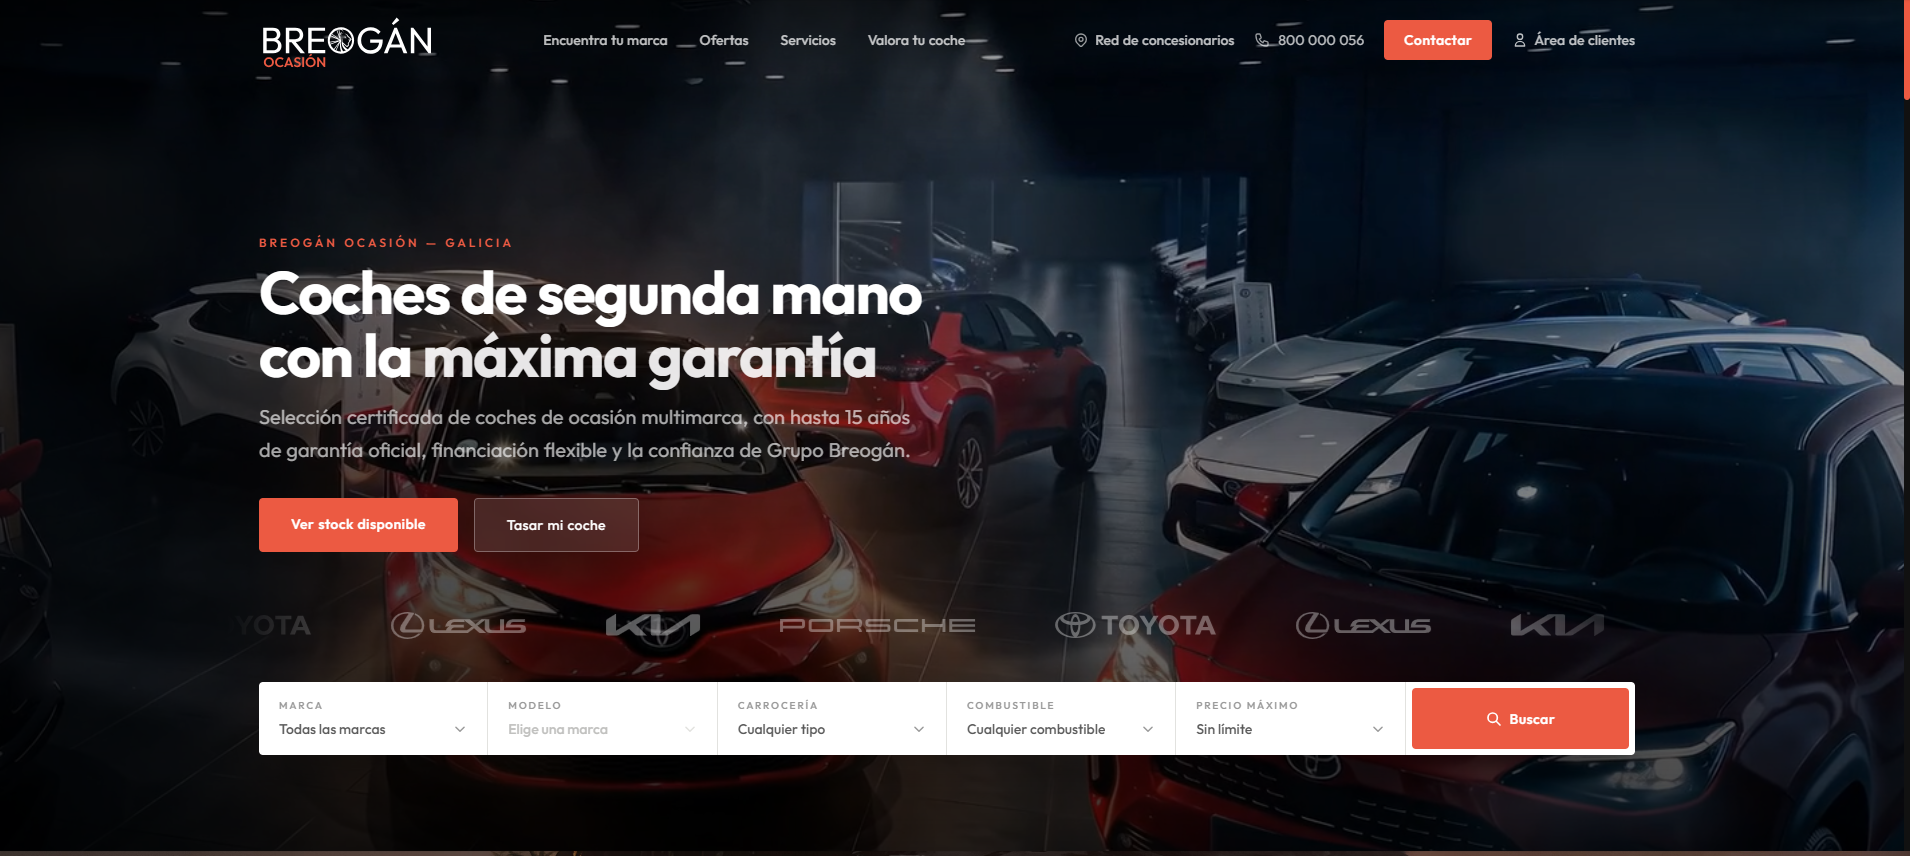 BREOGÁN
OCASIÓN
Encuentra tu marca
Ofertas
Servicios
Valora tu coche
Red de concesionarios
800 000 056
Contactar
Área de clientes
BREOGÁN OCASIÓN — GALICIA
Coches de segunda mano
con la máxima garantía
Selección certificada de coches de ocasión multimarca, con hasta 15 años
de garantía oficial, financiación flexible y la confianza de Grupo Breogán.
Ver stock disponible
Tasar mi coche
YOTA
LEXUS
KIA
PORSCHE
TOYOTA
LEXUS
KIA
MARCA
Todas las marcas
MODELO
Elige una marca
CARROCERÍA
Cualquier tipo
COMBUSTIBLE
Cualquier combustible
PRECIO MÁXIMO
Sin límite
Buscar